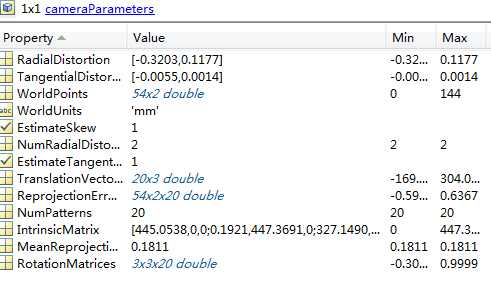 1x1 cameraParameters
Property Value Min Max
RadialDistortion [-0.3203,0.1177] -0.32... 0.1177
TangentialDistor... [-0.0055,0.0014] -0.00... 0.0014
WorldPoints 54x2 double 0 144
abc WorldUnits 'mm'
EstimateSkew 1
NumRadialDisto... 2 2 2
EstimateTangent... 1
TranslationVecto... 20x3 double -169.... 304.0...
ReprojectionErr... 54x2x20 double -0.59... 0.6367
NumPatterns 20 20 20
IntrinsicMatrix [445.0538,0,0;0.1921,447.3691,0;327.1490,... 0 447.3...
MeanReprojecti... 0.1811 0.1811 0.1811
RotationMatrices 3x3x20 double -0.30... 0.9999